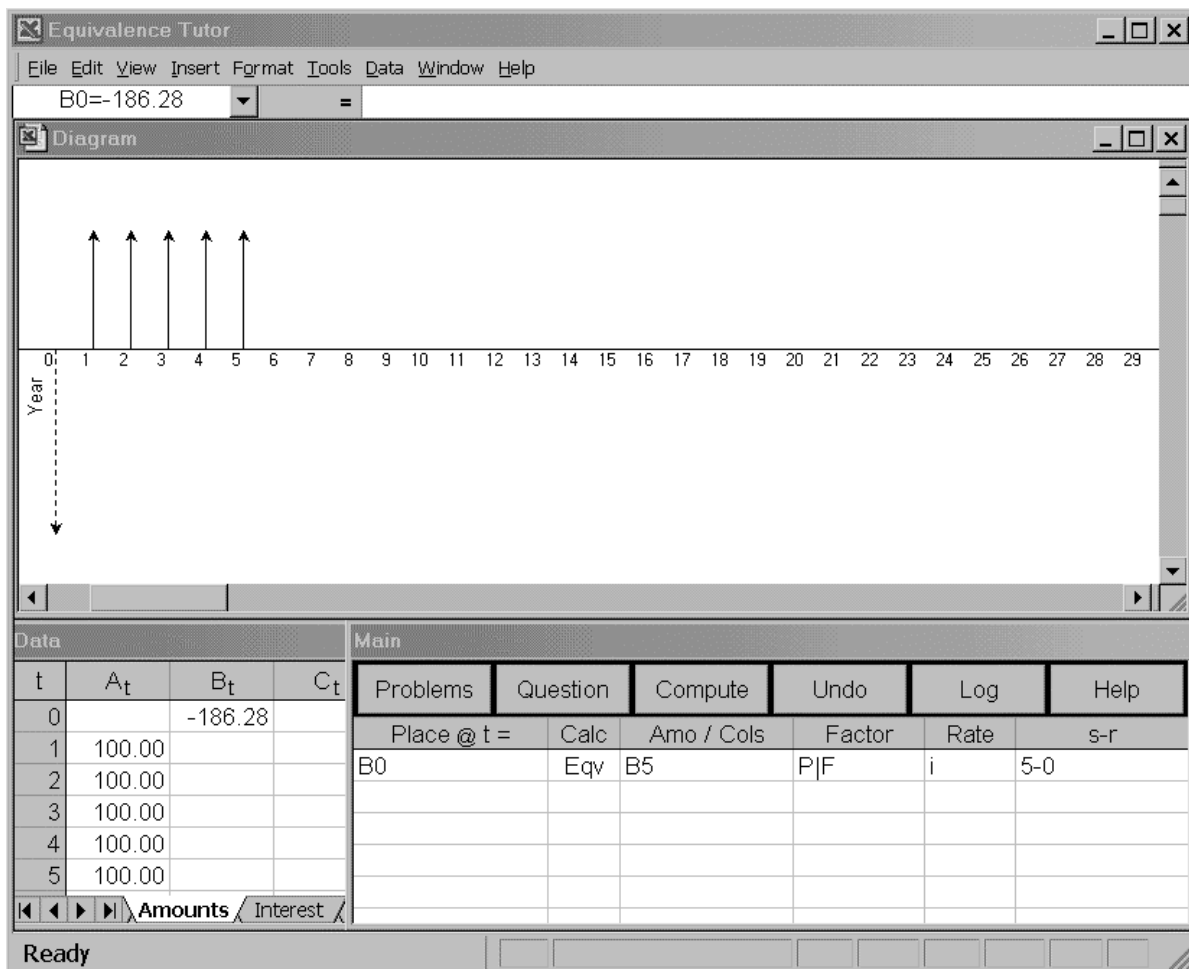 Equivalence Tutor
File Edit View Insert Format Tools Data Window Help
B0=-186.28 =
Diagram
0 1 2 3 4 5 6 7 8 9 10 11 12 13 14 15 16 17 18 19 20 21 22 23 24 25 26 27 28 29
Year
Data
t At Bt Ct
0 -186.28
1 100.00
2 100.00
3 100.00
4 100.00
5 100.00
Amounts Interest
Main
Problems Question Compute Undo Log Help
Place @ t = Calc Amo / Cols Factor Rate s-r
B0 Eqv B5 P|F i 5-0
Ready